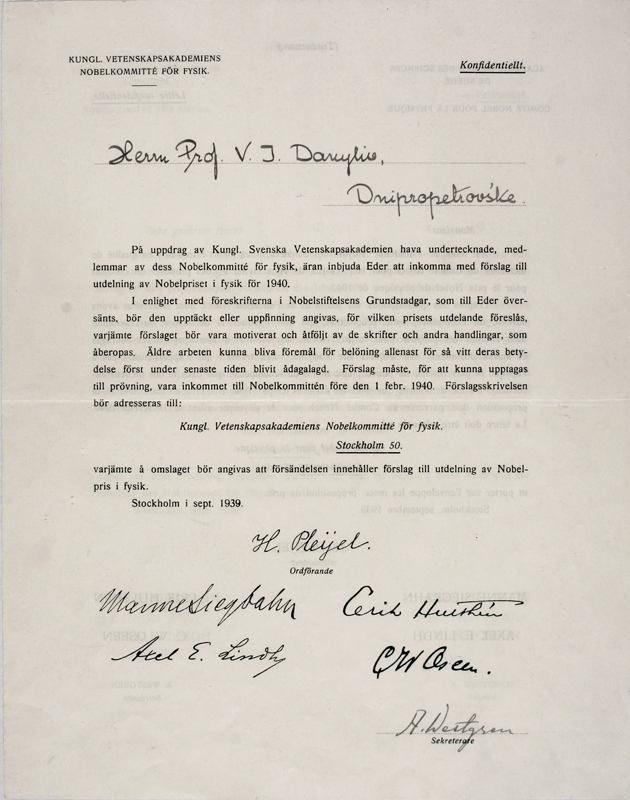 KUNGL. VETENSKAPSAKADEMIENS
NOBELKOMMITTÉ FÖR FYSIK.
Konfidentiellt.
Herrn Prof. V. I. Danyliv,
Dnipropetrovśke.
På uppdrag av Kungl. Svenska Vetenskapsakademien hava undertecknade, med-
lemmar av dess Nobelkommitté för fysik, äran inbjuda Eder att inkomma med förslag till
utdelning av Nobelpriset i fysik för 1940.
I enlighet med föreskrifterna i Nobelstiftelsens Grundstadgar, som till Eder över-
sänts, bör den upptäckt eller uppfinning angivas, för vilken prisets utdelande föreslås,
varjämte förslaget bör vara motiverat och åtföljt av de skrifter och andra handlingar, som
åberopas. Äldre arbeten kunna bliva föremål för belöning allenast för så vitt deras bety-
delse först under senaste tiden blivit ådagalagd. Förslag måste, för att kunna upptagas
till prövning, vara inkommet till Nobelkommittén före den 1 febr. 1940. Förslagsskrivelsen
bör adresseras till:
Kungl. Vetenskapsakademiens Nobelkommitté för fysik.
Stockholm 50.
varjämte å omslaget bör angivas att försändelsen innehåller förslag till utdelning av Nobel-
pris i fysik.
Stockholm i sept. 1939.
H. Pleijel.
Ordförande
Manne Siegbahn
Erik Hulthén
Axel E. Lindh
CW Oseen.
A. Westgren
Sekreterare